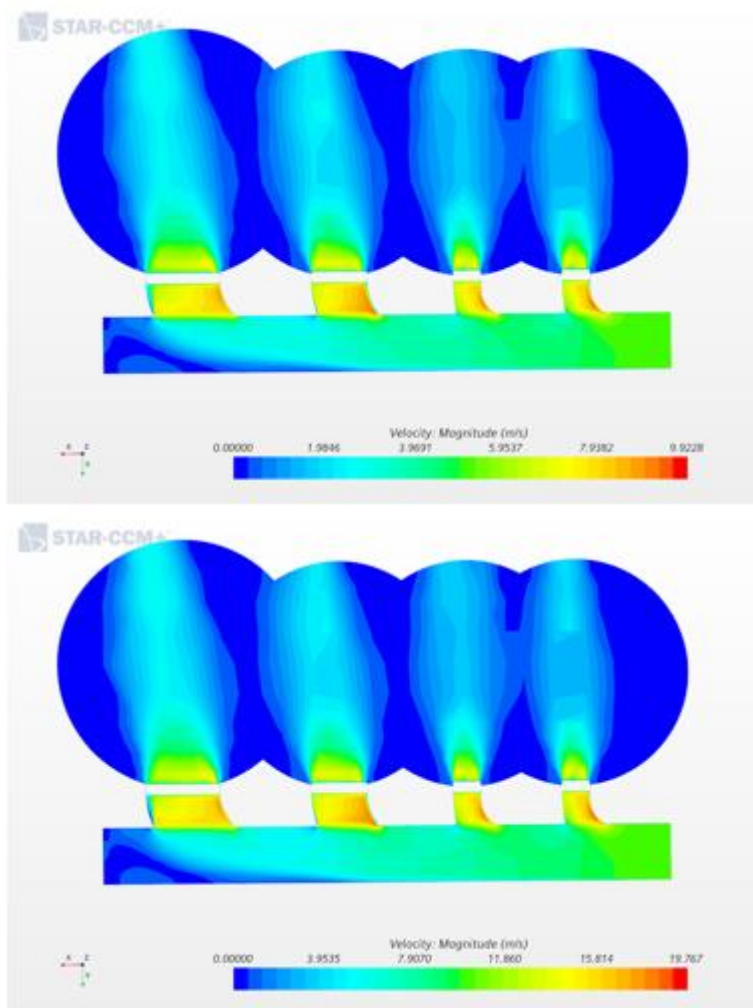 STAR-CCM+
Velocity: Magnitude (m/s)
0.00000 1.9846 3.9691 5.9537 7.9382 9.9228
STAR-CCM+
Velocity: Magnitude (m/s)
0.00000 3.9535 7.9070 11.860 15.814 19.767